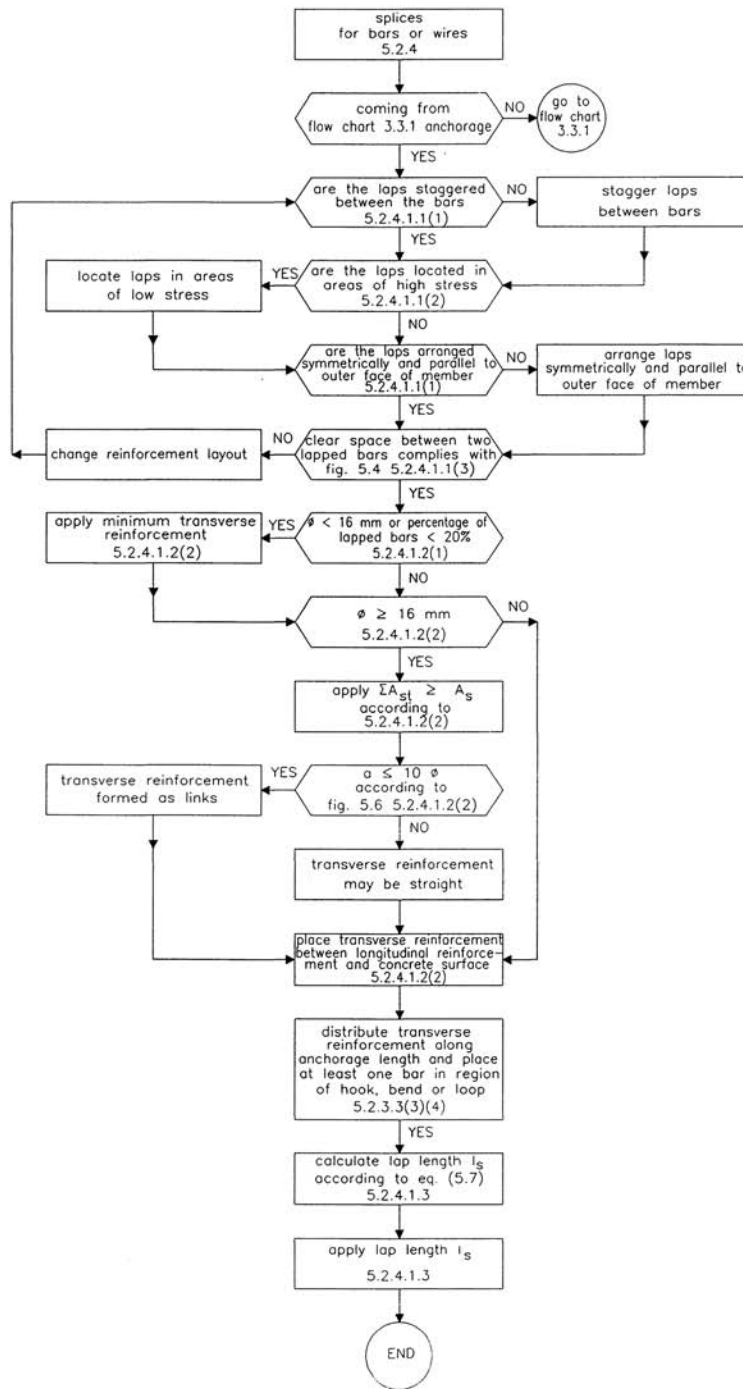 splices
for bars or wires
5.2.4
coming from
flow chart 3.3.1 anchorage
NO
go to
flow chart
3.3.1
YES
are the laps staggered
between the bars
5.2.4.1.1(1)
NO
stagger laps
between bars
YES
locate laps in areas
of low stress
YES
are the laps located in
areas of high stress
5.2.4.1.1(2)
NO
are the laps arranged
symmetrically and parallel to
outer face of member
5.2.4.1.1(1)
NO
arrange laps
symmetrically and parallel to
outer face of member
YES
change reinforcement layout
NO
clear space between two
lapped bars complies with
fig. 5.4 5.2.4.1.1(3)
YES
apply minimum transverse
reinforcement
5.2.4.1.2(2)
YES
ø < 16 mm or percentage of
lapped bars < 20%
5.2.4.1.2(1)
NO
ø ≥ 16 mm
5.2.4.1.2(2)
NO
YES
apply ΣAst ≥ As
according to
5.2.4.1.2(2)
transverse reinforcement
formed as links
YES
a ≤ 10 ø
according to
fig. 5.6 5.2.4.1.2(2)
NO
transverse reinforcement
may be straight
place transverse reinforcement
between longitudinal reinforce-
ment and concrete surface
5.2.4.1.2(2)
distribute transverse
reinforcement along
anchorage length and place
at least one bar in region
of hook, bend or loop
5.2.3.3(3)(4)
YES
calculate lap length ls
according to eq. (5.7)
5.2.4.1.3
apply lap length ls
5.2.4.1.3
END